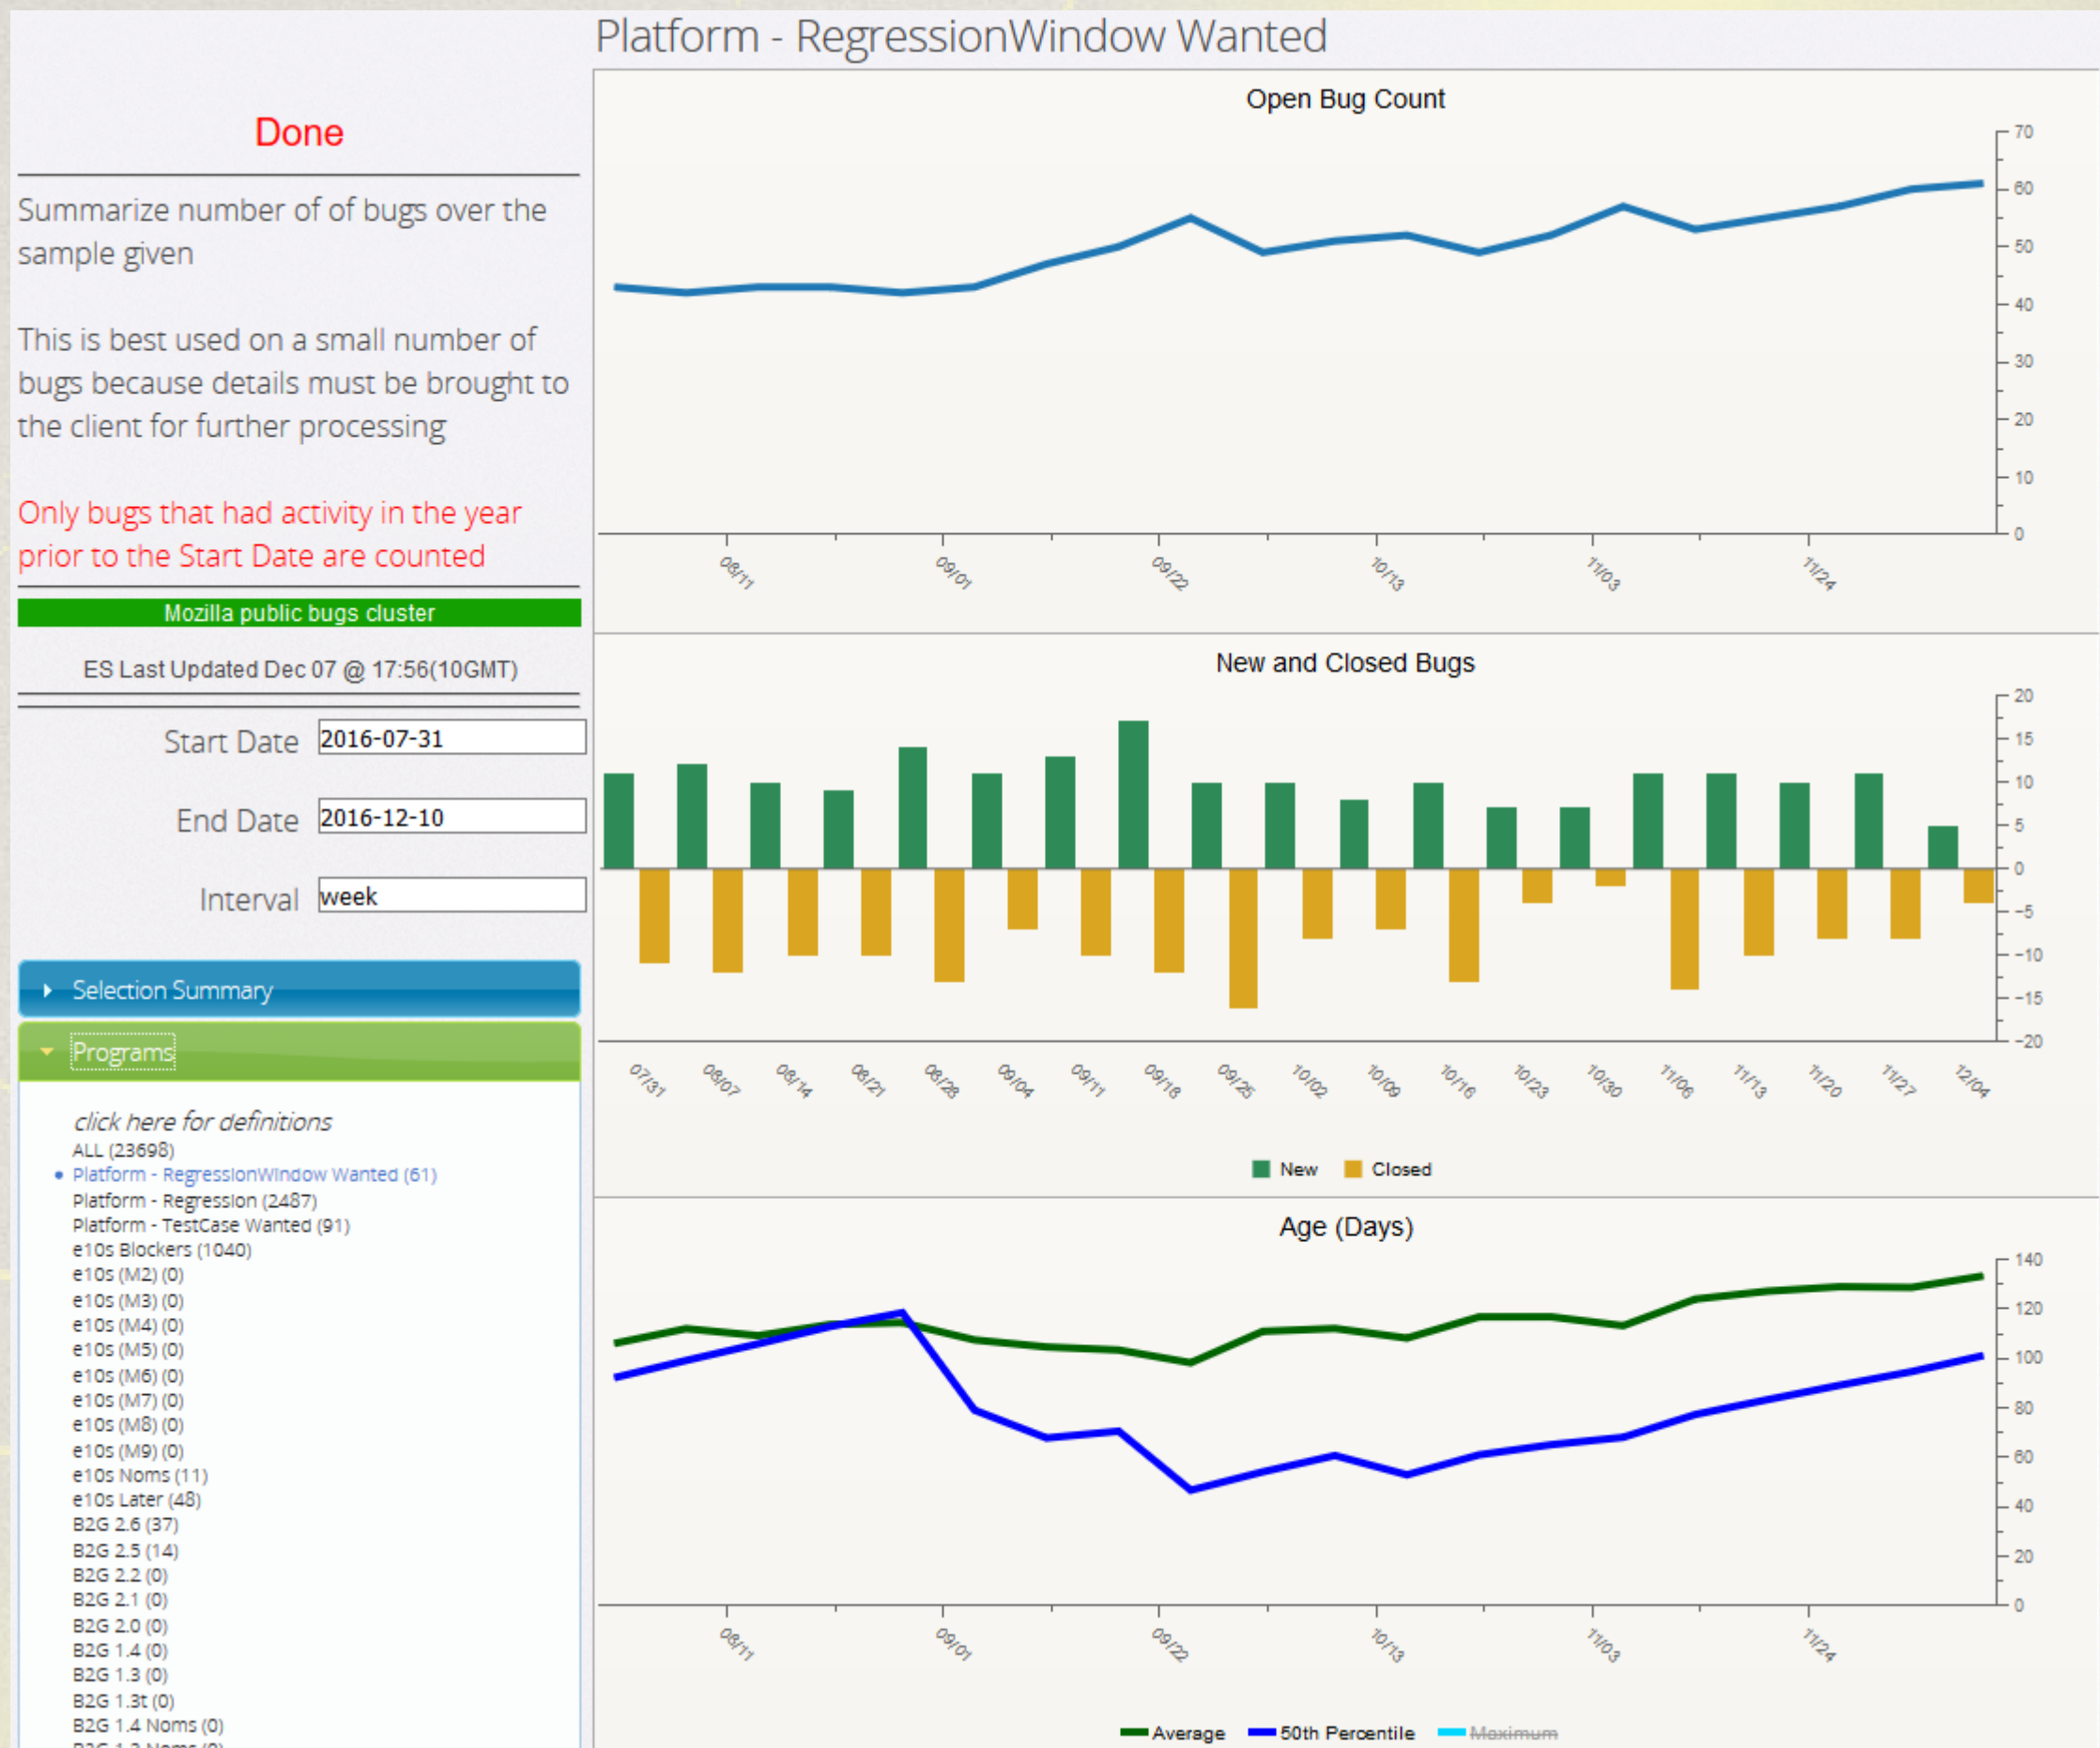 Platform - RegressionWindow Wanted
Done
Summarize number of of bugs over the
sample given
This is best used on a small number of
bugs because details must be brought to
the client for further processing
Only bugs that had activity in the year
prior to the Start Date are counted
Mozilla public bugs cluster
ES Last Updated Dec 07 @ 17:56(10GMT)
Start Date 2016-07-31
End Date 2016-12-10
Interval week
Selection Summary
Programs
click here for definitions
ALL (23698)
Platform - RegressionWindow Wanted (61)
Platform - Regression (2487)
Platform - TestCase Wanted (91)
e10s Blockers (1040)
e10s (M2) (0)
e10s (M3) (0)
e10s (M4) (0)
e10s (M5) (0)
e10s (M6) (0)
e10s (M7) (0)
e10s (M8) (0)
e10s (M9) (0)
e10s Noms (11)
e10s Later (48)
B2G 2.6 (37)
B2G 2.5 (14)
B2G 2.2 (0)
B2G 2.1 (0)
B2G 2.0 (0)
B2G 1.4 (0)
B2G 1.3 (0)
B2G 1.3t (0)
B2G 1.4 Noms (0)
Open Bug Count
70
60
50
40
30
20
10
0
08/11 09/01 09/22 10/13 11/03 11/24
New and Closed Bugs
20
15
10
5
0
-5
-10
-15
-20
07/31 08/07 08/14 08/21 08/28 09/04 09/11 09/18 09/25 10/02 10/09 10/16 10/23 10/30 11/06 11/13 11/20 11/27 12/04
New Closed
Age (Days)
140
120
100
80
60
40
20
0
08/11 09/01 09/22 10/13 11/03 11/24
Average 50th Percentile Maximum